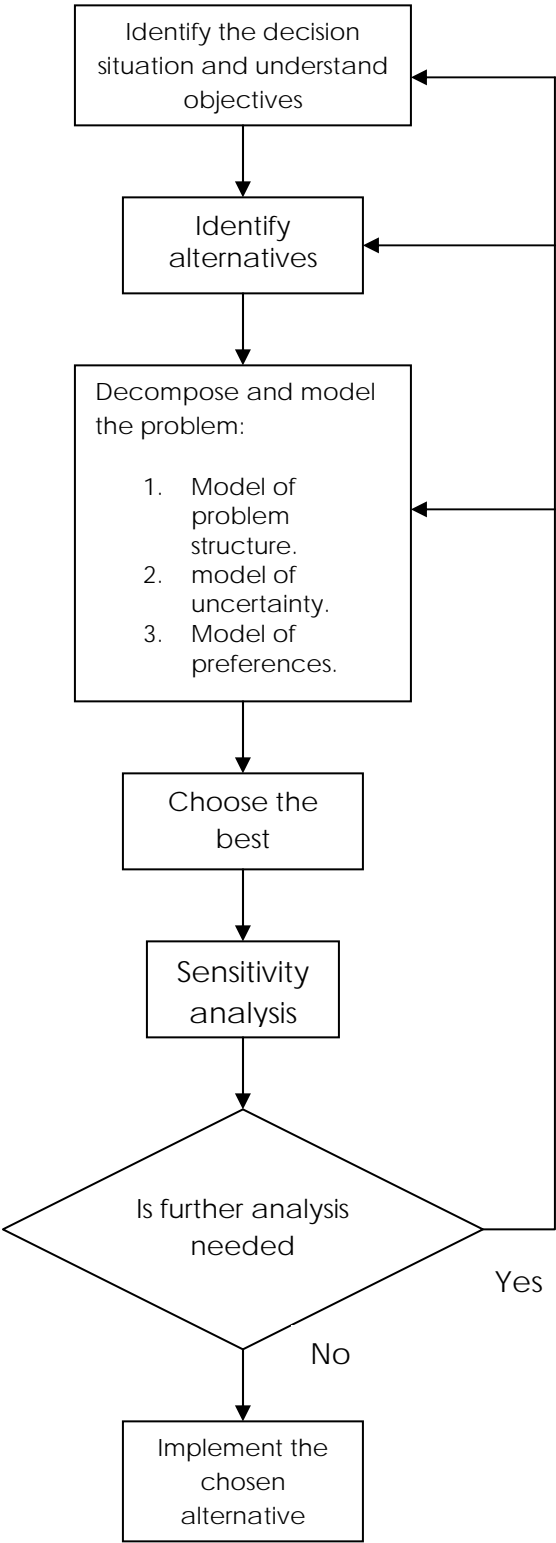 Identify the decision
situation and understand
objectives
Identify
alternatives
Decompose and model
the problem:
1. Model of
problem
structure.
2. model of
uncertainty.
3. Model of
preferences.
Choose the
best
Sensitivity
analysis
Is further analysis
needed
Yes
No
Implement the
chosen
alternative